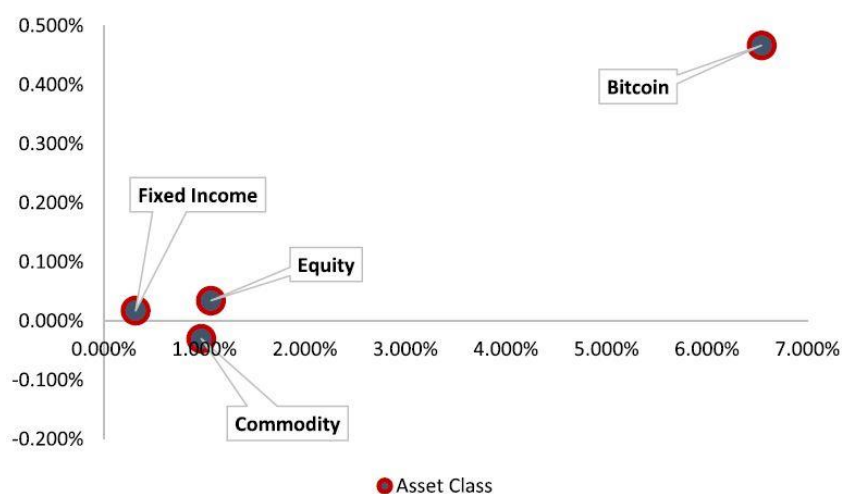 0.500%
0.400%
Bitcoin
0.300%
0.200%
Fixed Income
0.100%
Equity
0.000%
0.000% 1.000% 2.000% 3.000% 4.000% 5.000% 6.000% 7.000%
-0.100%
Commodity
-0.200%
Asset Class